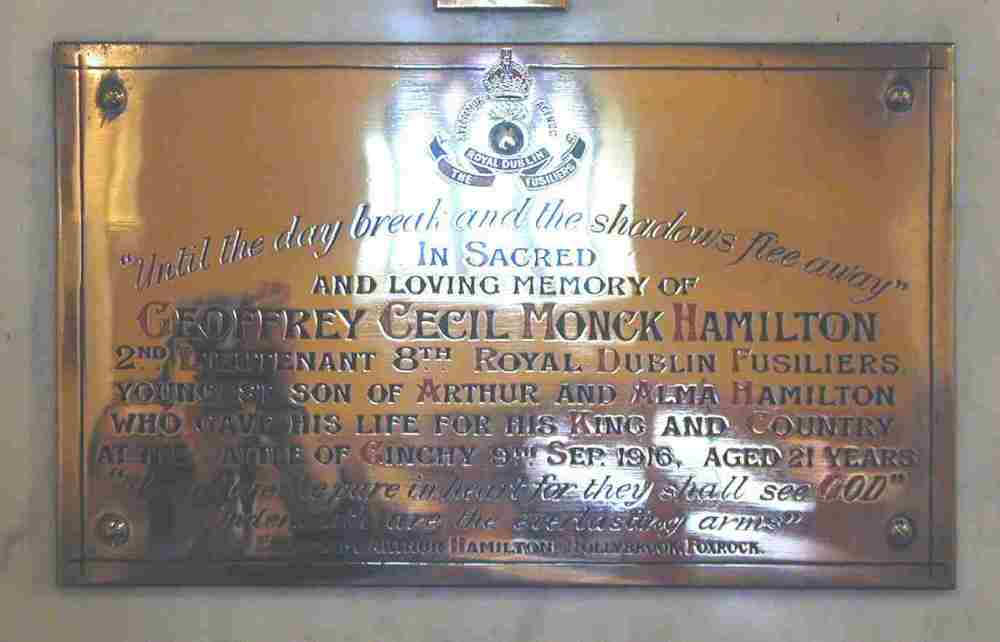 SPECTAMUR AGENDO
ROYAL DUBLIN
THE FUSILIERS
"Until the day break and the shadows flee away"
IN SACRED
AND LOVING MEMORY OF
GEOFFREY CECIL MONCK HAMILTON
2ND LIEUTENANT 8TH ROYAL DUBLIN FUSILIERS,
YOUNGEST SON OF ARTHUR AND ALMA HAMILTON
WHO GAVE HIS LIFE FOR HIS KING AND COUNTRY
AT THE BATTLE OF GINCHY 9TH SEP. 1916, AGED 21 YEARS
are the pure in heart for they shall see GOD"
are the everlasting arms"
HAMILTON, HOLLYBROOK, FOXROCK.